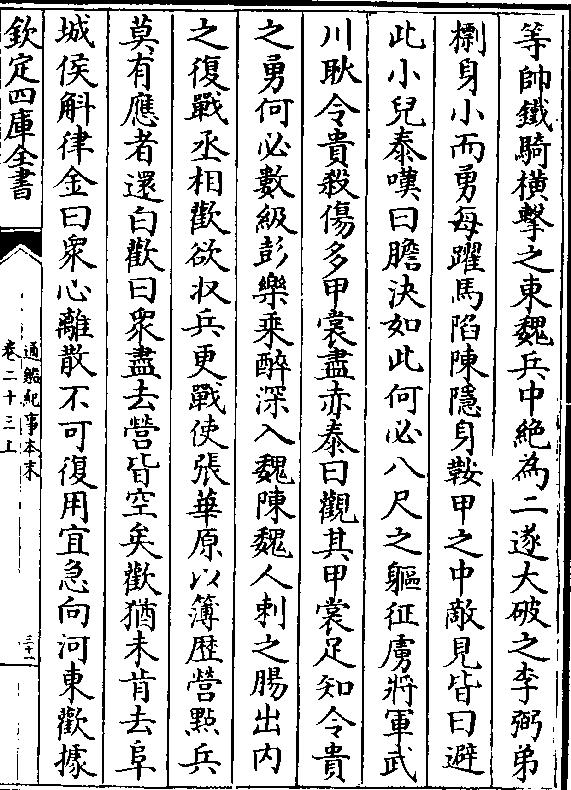 等帥鐵騎橫擊之東魏兵中絶為二遂大破之李弼弟
檦身小而勇每躍馬陷陳隱身鞍甲之中敵見皆曰避
此小兒泰嘆曰膽決如此何必八尺之軀征虜將軍武
川耿令貴殺傷多甲裳盡赤泰曰觀其甲裳足知令貴
之勇何必數級彭樂乘醉深入魏陳魏人刺之腸出内
之復戰丞相歡欲收兵更戰使張華原以簿歴營㸃兵
莫有應者還白歡曰衆盡去營皆空矣歡猶未肯去阜
城侯斛律金曰衆心離散不可復用宜急向河東歡據
欽定四庫全書
通鑑紀事本末
卷二十三上
三十一